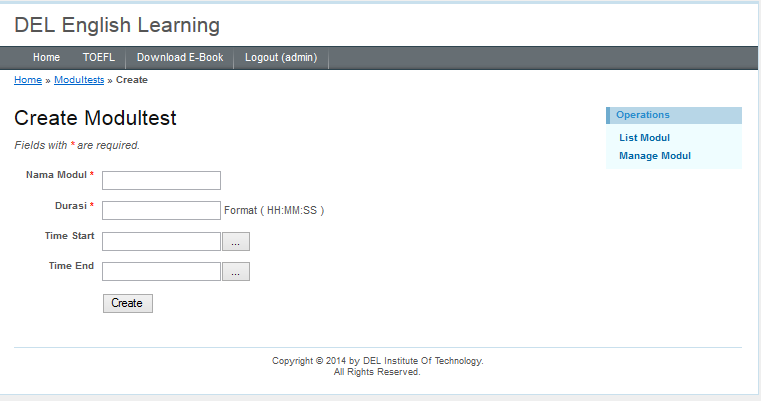 DEL English Learning
Home TOEFL Download E-Book Logout (admin)
Home » Modultests » Create
Create Modultest
Fields with * are required.
Nama Modul *
Durasi * Format ( HH:MM:SS )
Time Start ...
Time End ...
Create
Operations
List Modul
Manage Modul
Copyright © 2014 by DEL Institute Of Technology.
All Rights Reserved.